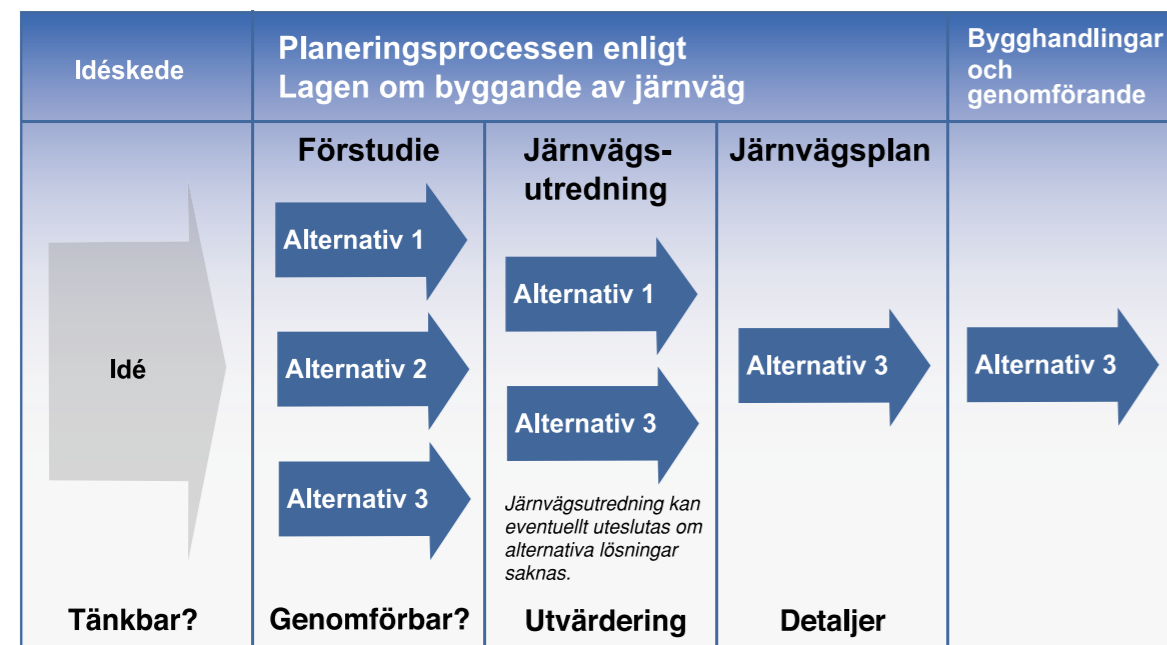 Idéskede
Planeringsprocessen enligt
Lagen om byggande av järnväg
Bygghandlingar
och
genomförande
Idé
Tänkbar?
Förstudie
Alternativ 1
Alternativ 2
Alternativ 3
Genomförbar?
Järnvägs-
utredning
Alternativ 1
Alternativ 3
Järnvägsutredning kan
eventuellt uteslutas om
alternativa lösningar
saknas.
Utvärdering
Järnvägsplan
Alternativ 3
Detaljer
Alternativ 3